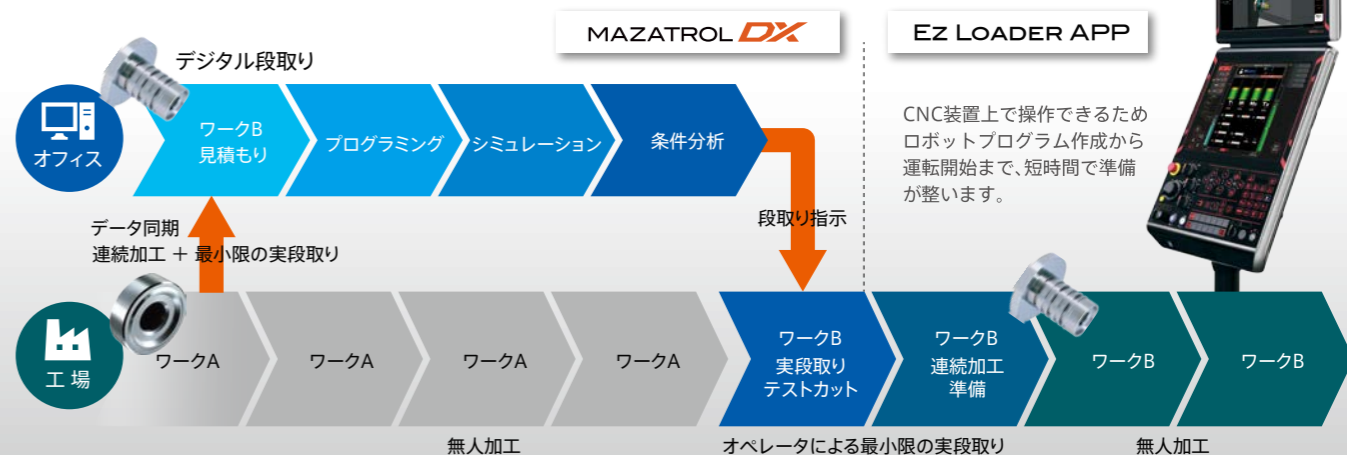 MAZATROL DX
EZ LOADER APP
デジタル段取り
オフィス
ワークB
見積もり
プログラミング
シミュレーション
条件分析
CNC装置上で操作できるため
ロボットプログラム作成から
運転開始まで、短時間で準備
が整います。
データ同期
連続加工 + 最小限の実段取り
段取り指示
工場
ワークA
ワークA
ワークA
ワークA
ワークB
実段取り
テストカット
ワークB
連続加工
準備
ワークB
ワークB
無人加工
オペレータによる最小限の実段取り
無人加工